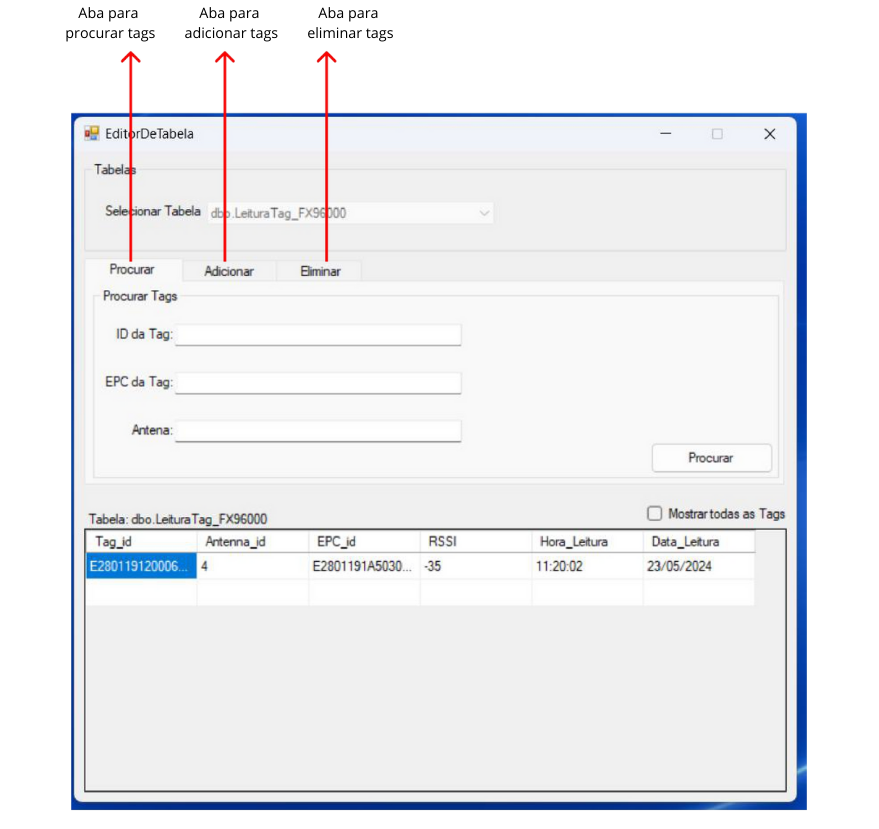 Aba para
procurar tags
Aba para
adicionar tags
Aba para
eliminar tags
EditorDeTabela
Tabelas
Selecionar Tabela dbo.LeituraTag_FX96000
Procurar Adicionar Eliminar
Procurar Tags
ID da Tag:
EPC da Tag:
Antena:
Procurar
Tabela: dbo.LeituraTag_FX96000
Mostrar todas as Tags
Tag_id Antenna_id EPC_id RSSI Hora_Leitura Data_Leitura
E280119120006... 4 E2801191A5030... -35 11:20:02 23/05/2024